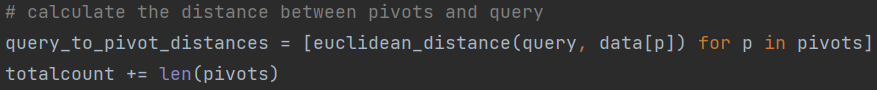 # calculate the distance between pivots and query
query_to_pivot_distances = [euclidean_distance(query, data[p]) for p in pivots]
totalcount += len(pivots)